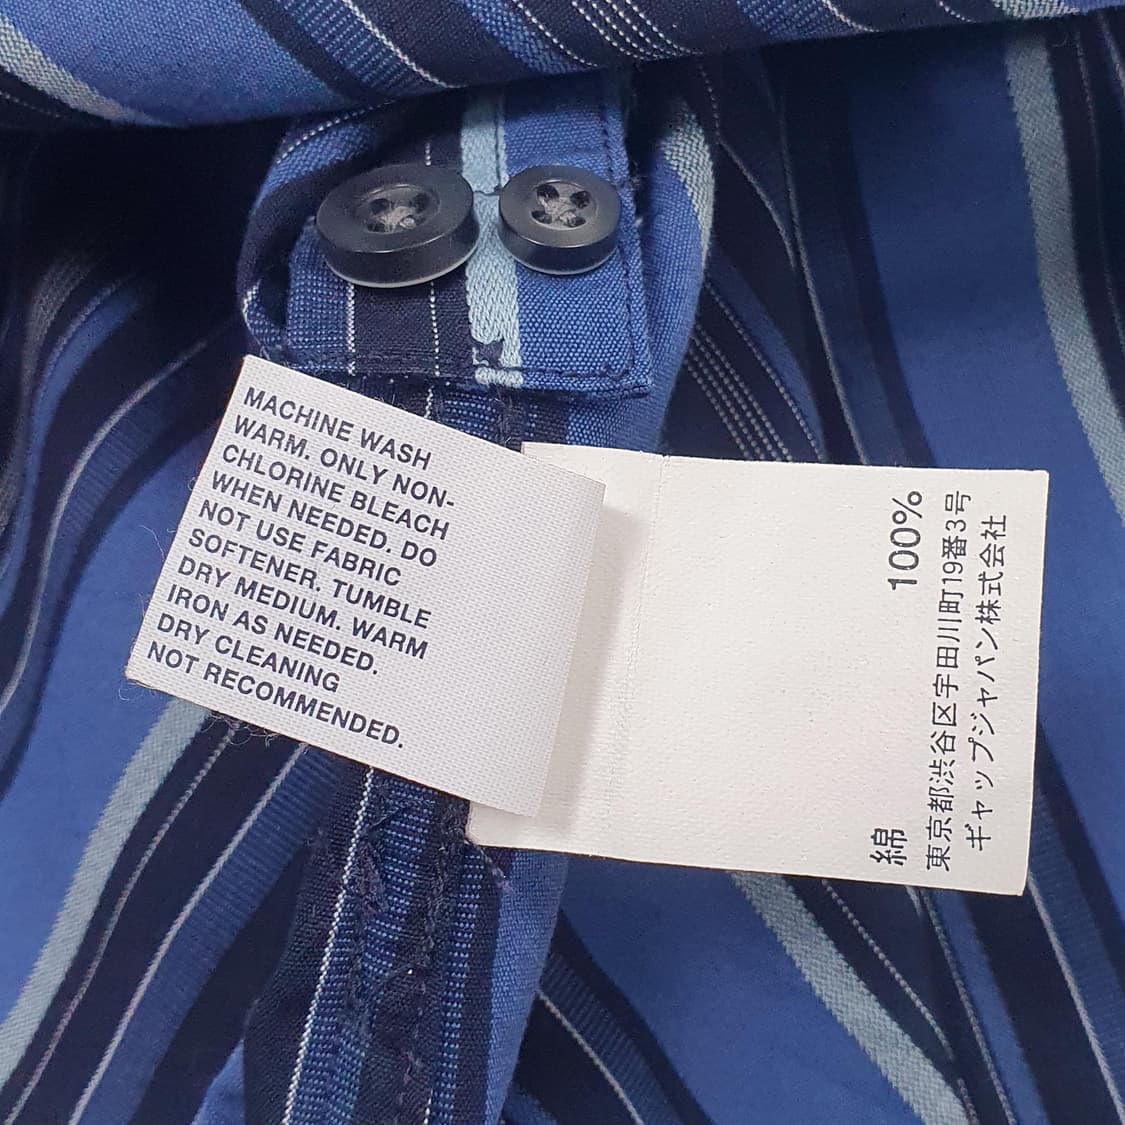 MACHINE WASH
WARM. ONLY NON-
CHLORINE BLEACH
WHEN NEEDED. DO
NOT USE FABRIC
SOFTENER. TUMBLE
DRY MEDIUM. WARM
IRON AS NEEDED.
DRY CLEANING
NOT RECOMMENDED.
綿 100%
東京都渋谷区宇田川町19番3号
ギャップジャパン株式会社